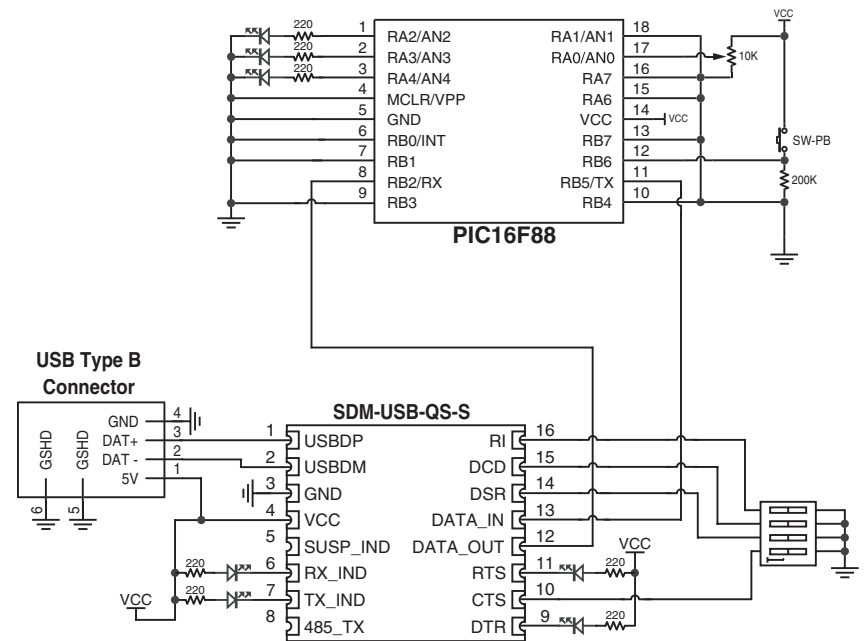 VCC
220
220
220
10K
SW-PB
200K
1 RA2/AN2 RA1/AN1 18
2 RA3/AN3 RA0/AN0 17
3 RA4/AN4 RA7 16
4 MCLR/VPP RA6 15
5 GND VCC 14 VCC
6 RB0/INT RB7 13
7 RB1 RB6 12
8 RB2/RX RB5/TX 11
9 RB3 RB4 10
PIC16F88
USB Type B
Connector
GND 4
DAT+ 3
DAT - 2
5V 1
GSHD
GSHD
6
5
SDM-USB-QS-S
1 USBDP RI 16
2 USBDM DCD 15
3 GND DSR 14
4 VCC DATA_IN 13
5 SUSP_IND DATA_OUT 12
6 RX_IND RTS 11
7 TX_IND CTS 10
8 485_TX DTR 9
220
220
VCC
VCC
220
220
1